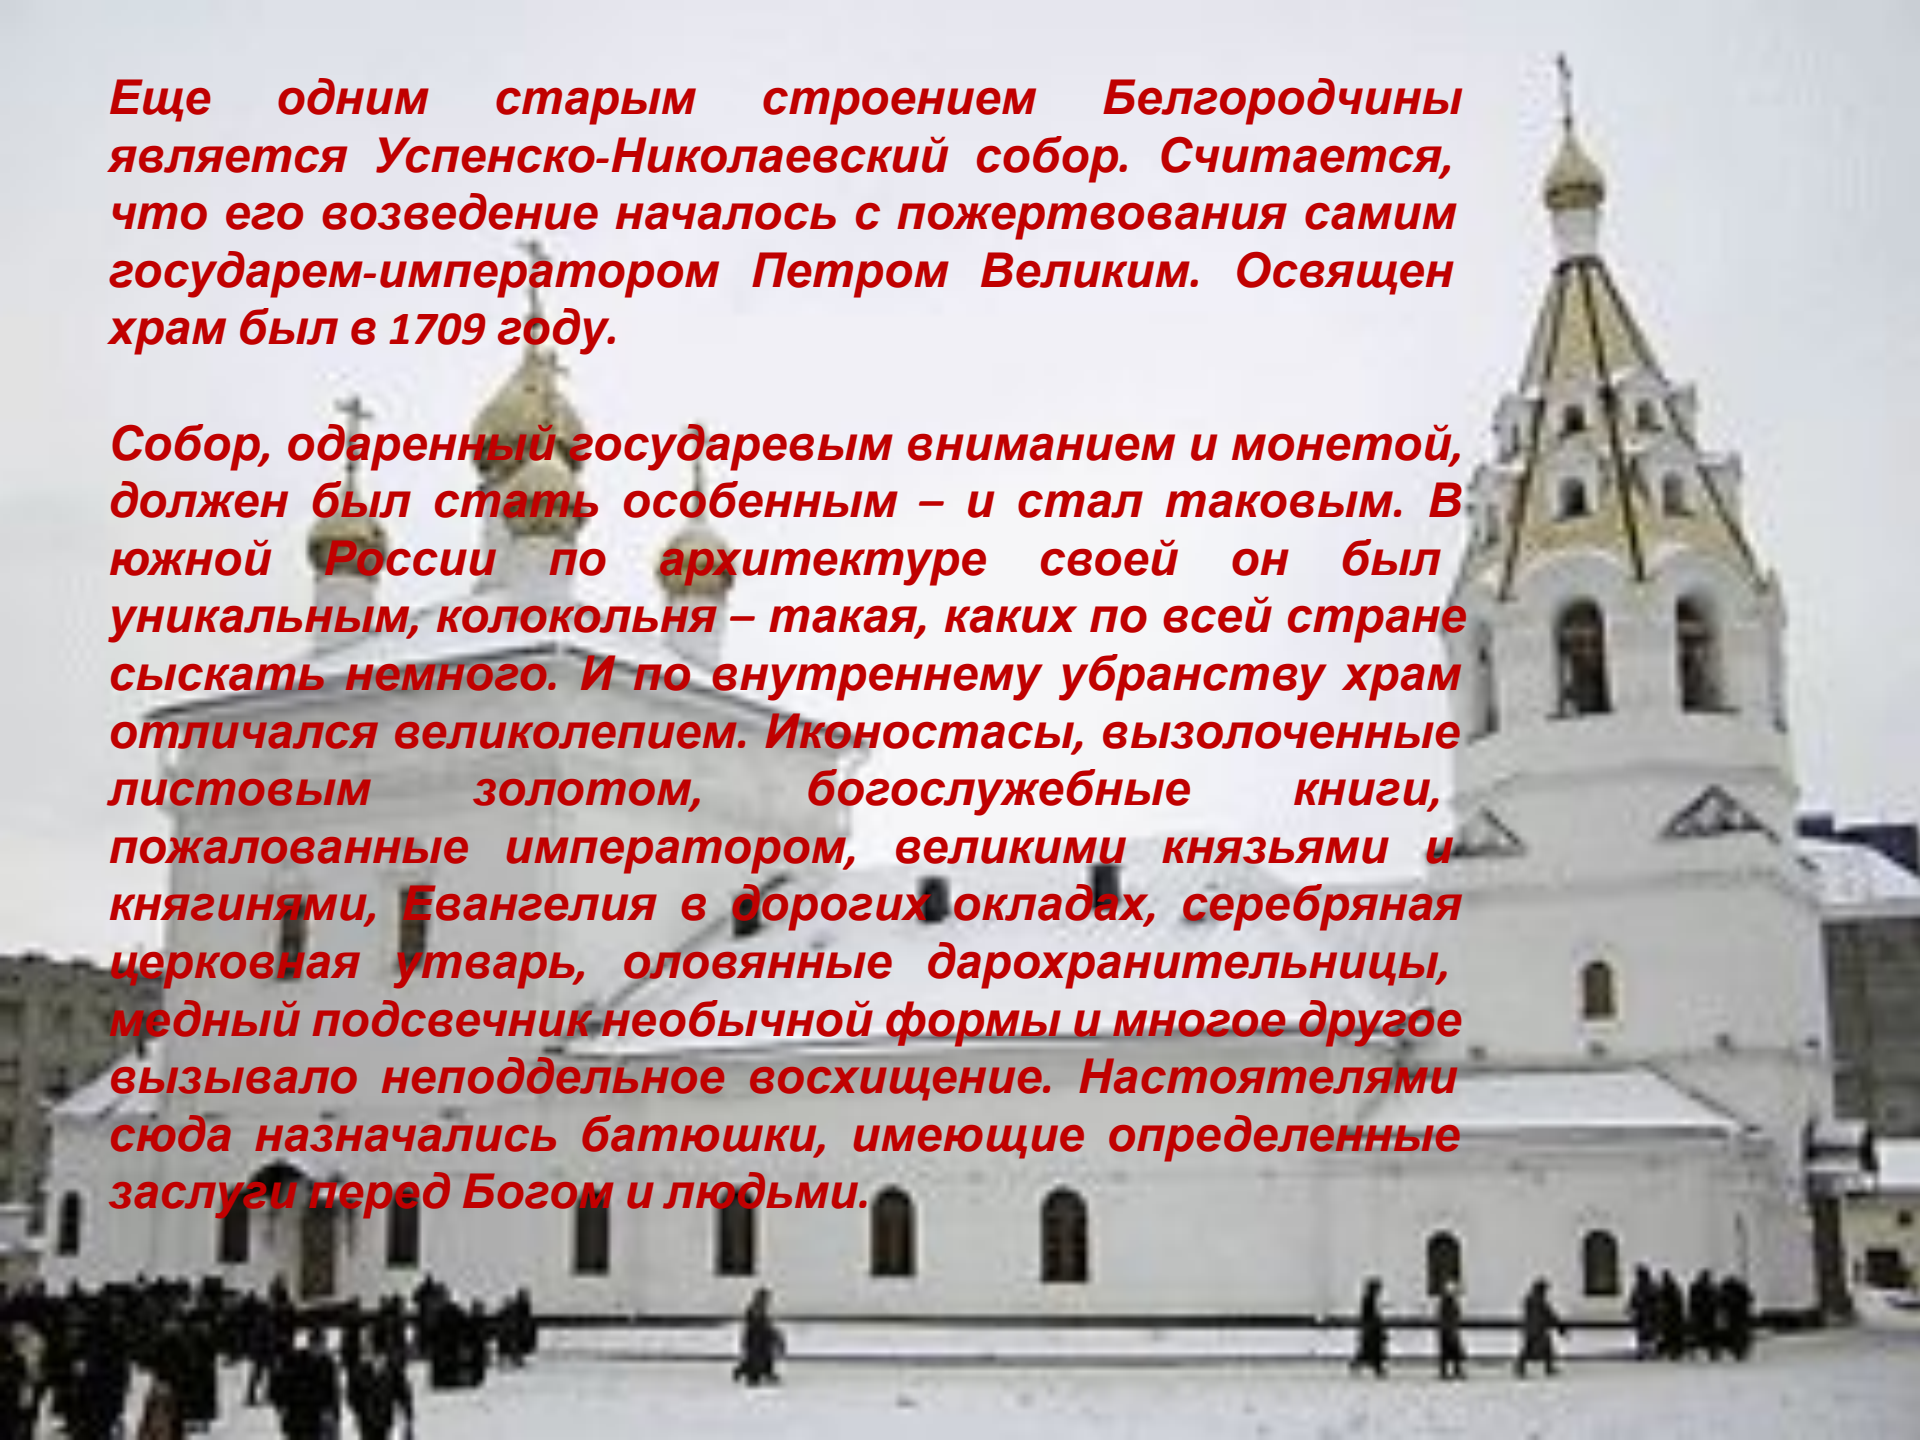 Еще одним старым строением Белгородчины
является Успенско-Николаевский собор. Считается,
что его возведение началось с пожертвования самим
государем-императором Петром Великим. Освящен
храм был в 1709 году.
Собор, одаренный государевым вниманием и монетой,
должен был стать особенным – и стал таковым. В
южной России по архитектуре своей он был
уникальным, колокольня – такая, каких по всей стране
сыскать немного. И по внутреннему убранству храм
отличался великолепием. Иконостасы, вызолоченные
листовым золотом, богослужебные книги,
пожалованные императором, великими князьями и
княгинями, Евангелия в дорогих окладах, серебряная
церковная утварь, оловянные дарохранительницы,
медный подсвечник необычной формы и многое другое
вызывало неподдельное восхищение. Настоятелями
сюда назначались батюшки, имеющие определенные
заслуги перед Богом и людьми.